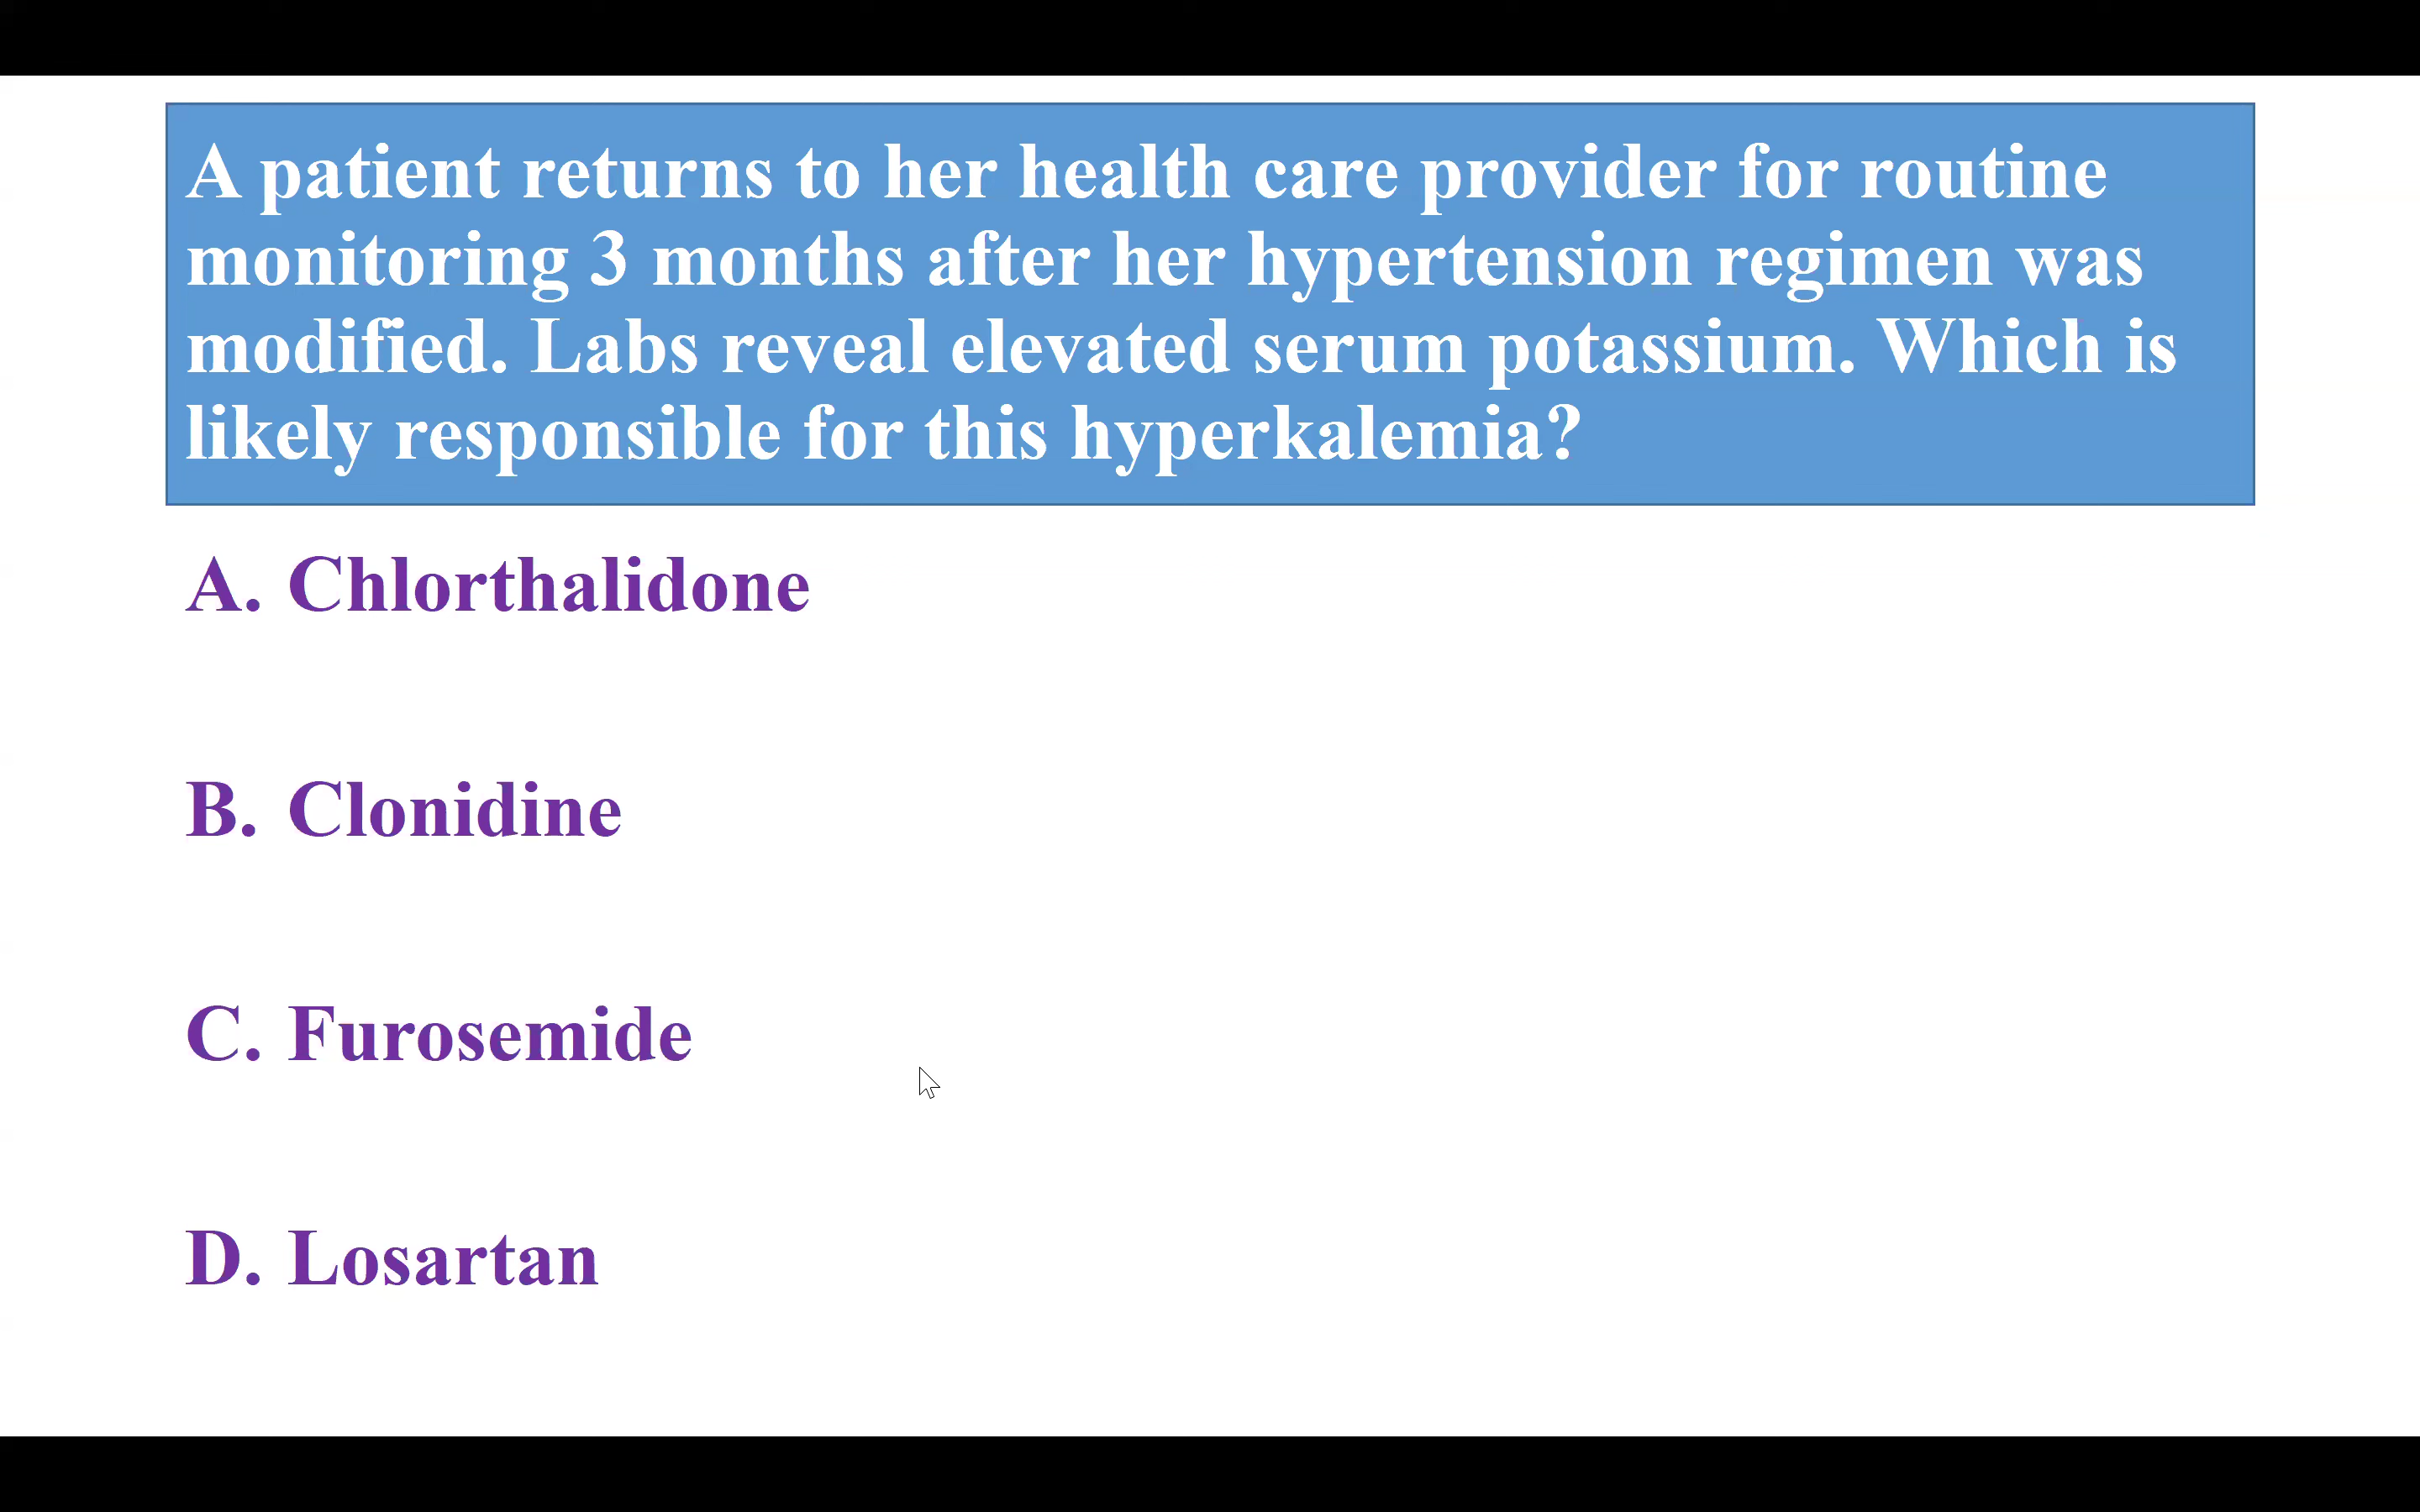 A patient returns to her health care provider for routine
monitoring 3 months after her hypertension regimen was
modified. Labs reveal elevated serum potassium. Which is
likely responsible for this hyperkalemia?
A. Chlorthalidone
B. Clonidine
C. Furosemide
D. Losartan